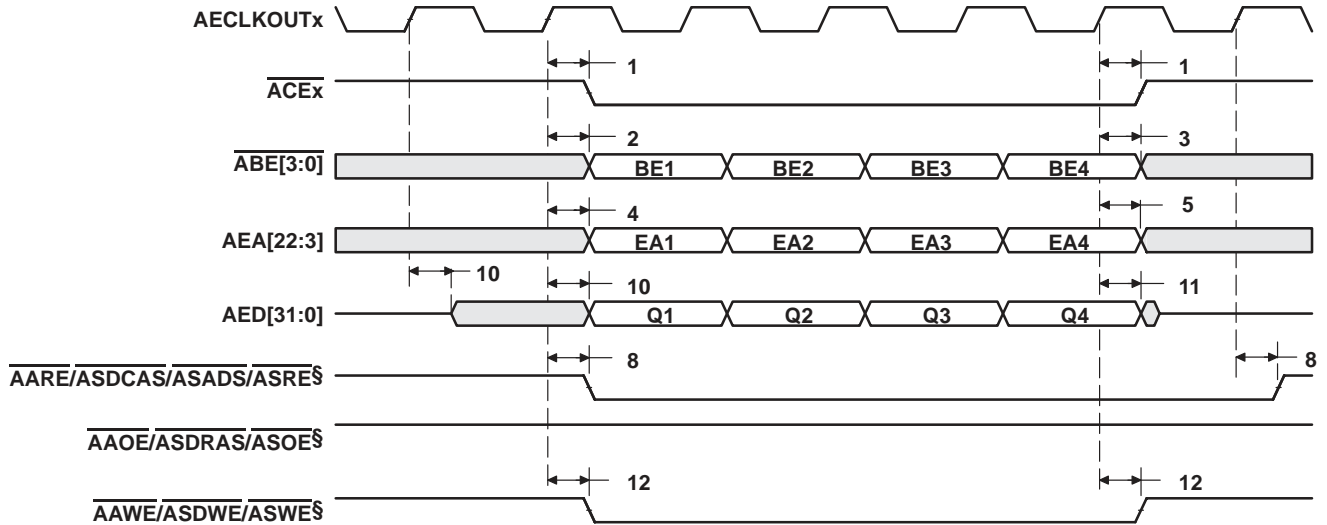 AECLKOUTx
1 1
ACEx
2 3
ABE[3:0] BE1 BE2 BE3 BE4
4 5
AEA[22:3] EA1 EA2 EA3 EA4
10 10 11
AED[31:0] Q1 Q2 Q3 Q4
8 8
AARE/ASDCAS/ASADS/ASRE§
AAOE/ASDRAS/ASOE§
12 12
AAWE/ASDWE/ASWE§